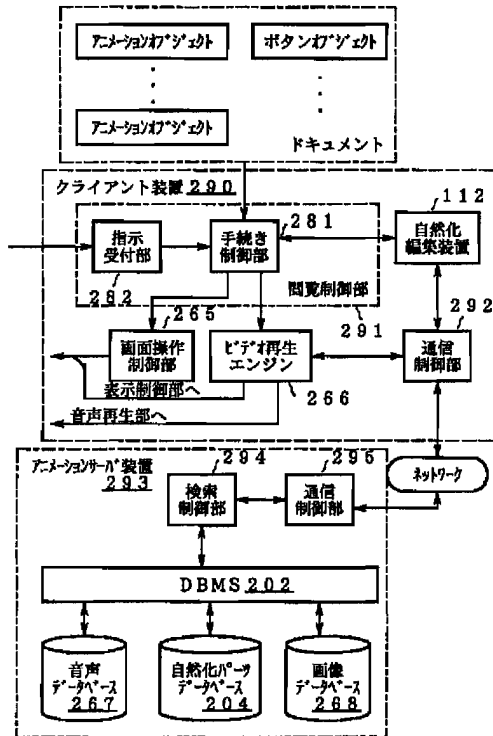 アニメーションオブジェクト
ボタンオブジェクト
アニメーションオブジェクト
ドキュメント
クライアント装置 290
112
指示
受付部
手続き
制御部
281
自然化
編集装置
282
閲覧制御部
265
291
292
画面操作
制御部
ビデオ再生
エンジン
通信
制御部
表示制御部へ
266
音声再生部へ
アニメーションサーバ装置
293
294
295
検索
制御部
通信
制御部
ネットワーク
DBMS 202
音声
データベース
267
自然化パーツ
データベース
204
画像
データベース
268